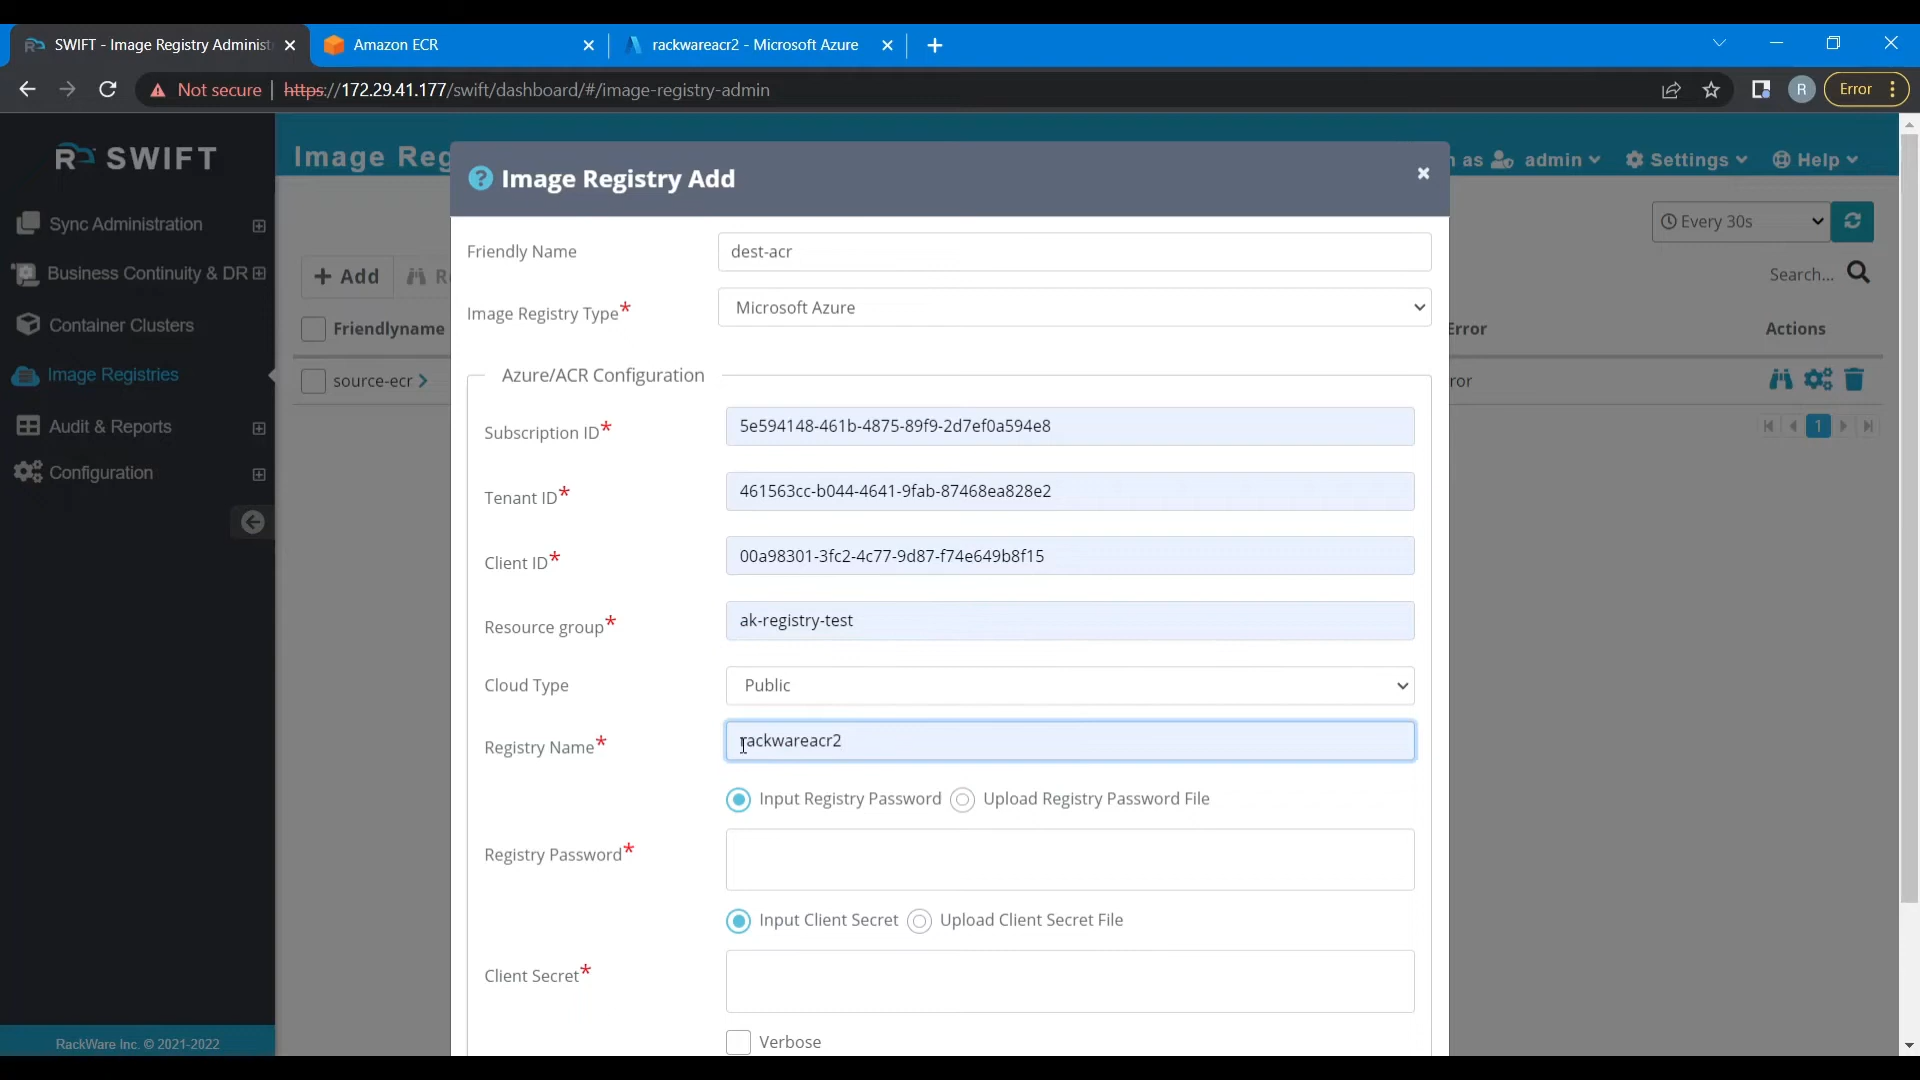 SWIFT - Image Registry Administ
Amazon ECR
rackwareacr2 - Microsoft Azure
Not secure
https://172.29.41.177/swift/dashboard/#/image-registry-admin
R
Error
SWIFT
Image Reg
Image Registry Add
n as admin
Settings
Help
Sync Administration
Business Continuity & DR
Container Clusters
Image Registries
Audit & Reports
Configuration
Every 30s
Add
R
Search...
Friendlyname
Error
Actions
source-ecr
ror
1
Friendly Name
dest-acr
Image Registry Type*
Microsoft Azure
Azure/ACR Configuration
Subscription ID*
5e594148-461b-4875-89f9-2d7ef0a594e8
Tenant ID*
461563cc-b044-4641-9fab-87468ea828e2
Client ID*
00a98301-3fc2-4c77-9d87-f74e649b8f15
Resource group*
ak-registry-test
Cloud Type
Public
Registry Name*
rackwareacr2
Input Registry Password
Upload Registry Password File
Registry Password*
Input Client Secret
Upload Client Secret File
Client Secret*
Verbose
RackWare Inc. © 2021-2022